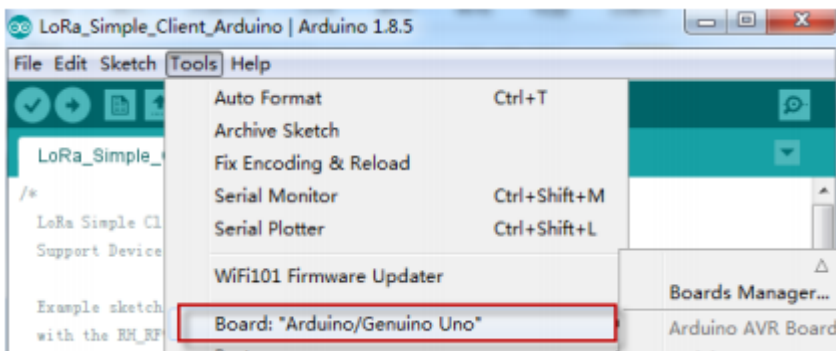 LoRa_Simple_Client_Arduino | Arduino 1.8.5
File Edit Sketch Tools Help
Auto Format Ctrl+T
Archive Sketch
LoRa_Simple_
Fix Encoding & Reload
/*
Serial Monitor Ctrl+Shift+M
LoRa Simple Cl
Serial Plotter Ctrl+Shift+L
Support Device
WiFi101 Firmware Updater
Boards Manager...
Example sketch
Board: "Arduino/Genuino Uno"
Arduino AVR Board
with the RH_RF